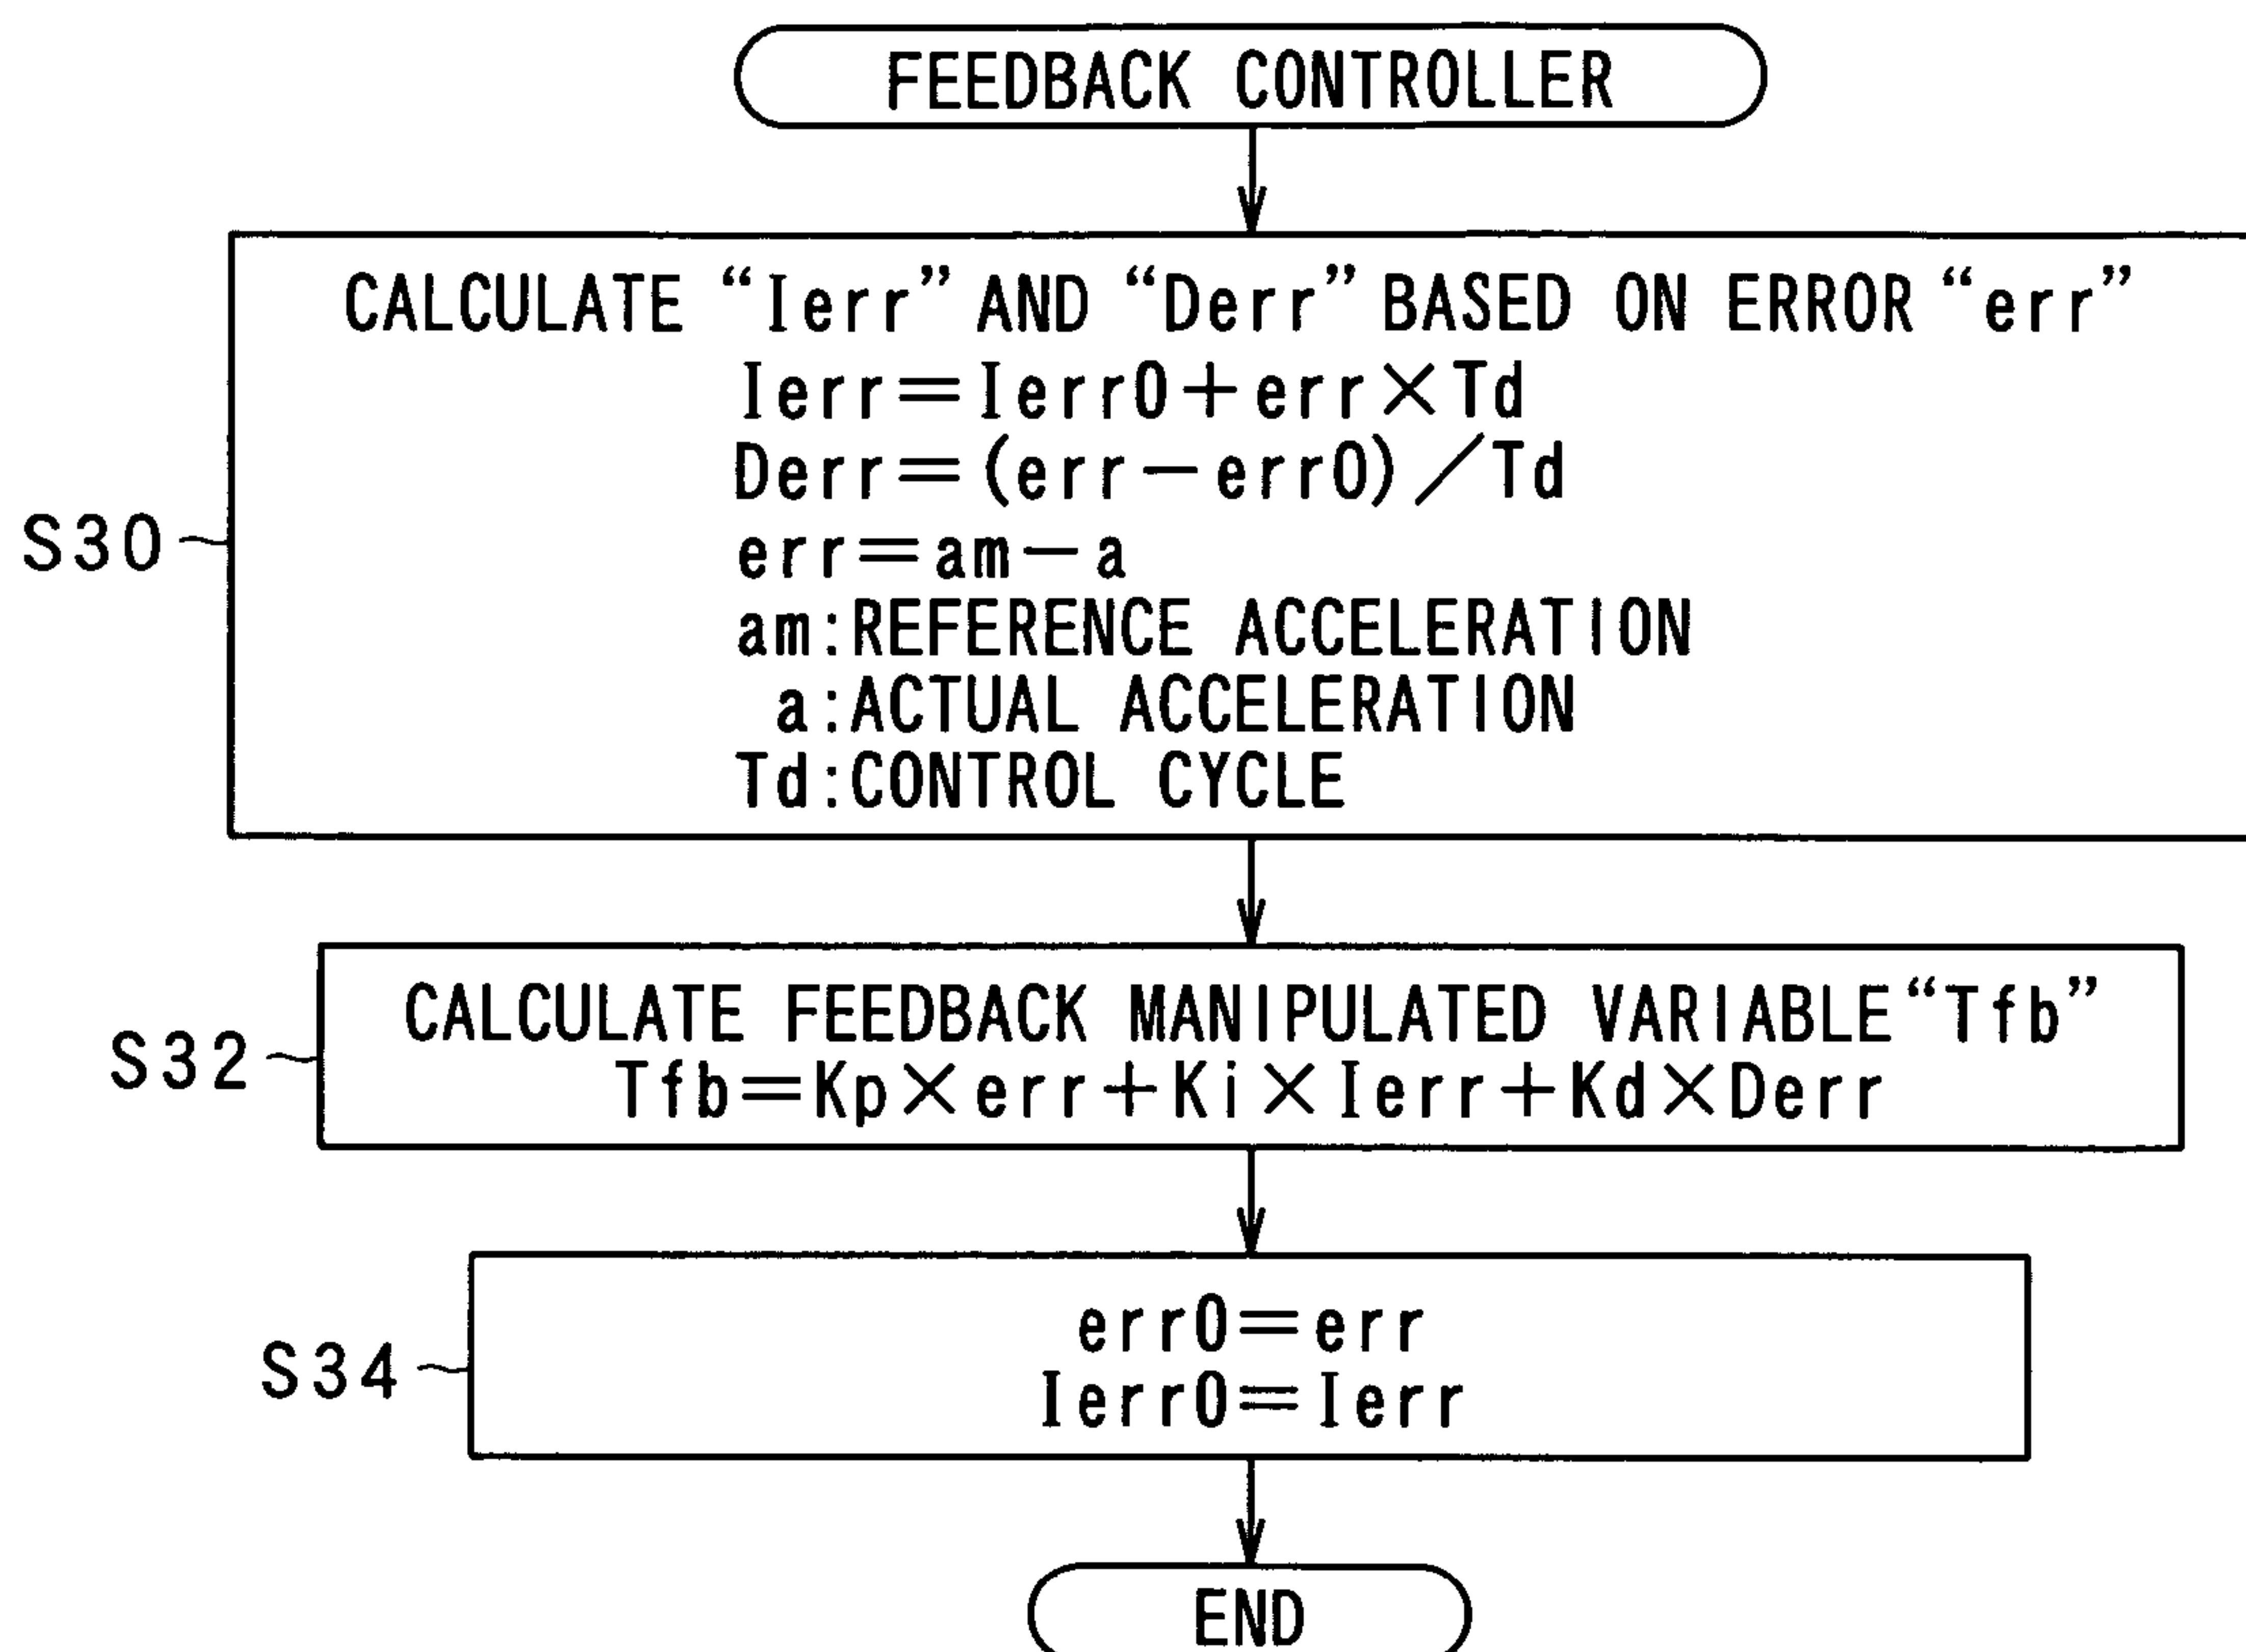 FEEDBACK CONTROLLER
CALCULATE “Ierr” AND “Derr” BASED ON ERROR “err”
Ierr=Ierr0+err×Td
Derr=(err−err0)/Td
err=am−a
am:REFERENCE ACCELERATION
a:ACTUAL ACCELERATION
Td:CONTROL CYCLE
S30
CALCULATE FEEDBACK MANIPULATED VARIABLE “Tfb”
Tfb=Kp×err+Ki×Ierr+Kd×Derr
S32
err0=err
Ierr0=Ierr
S34
END